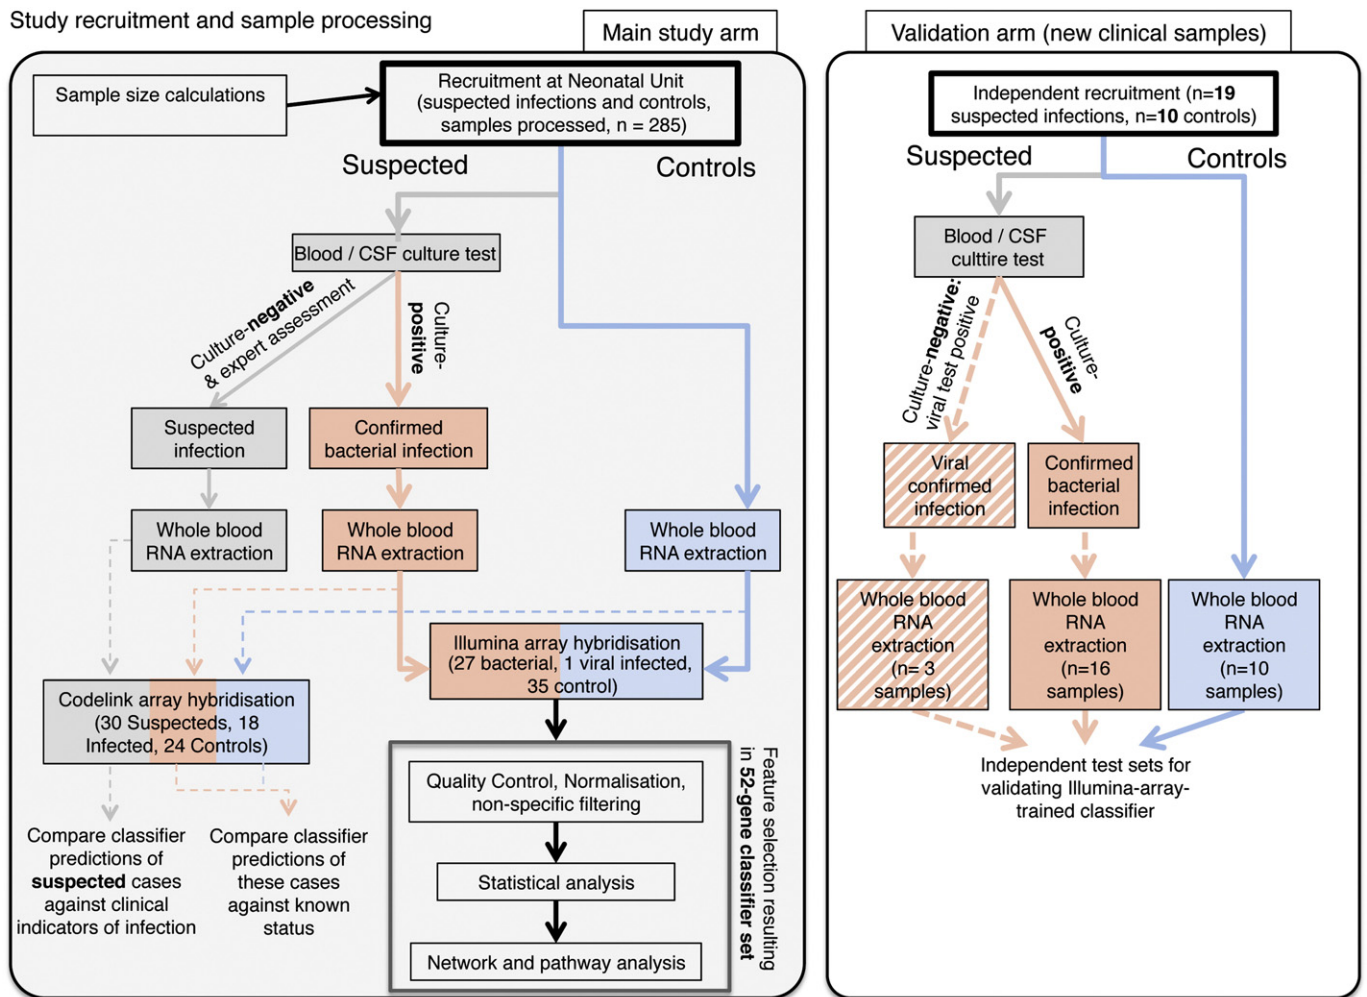 Study recruitment and sample processing
Main study arm
Sample size calculations
Recruitment at Neonatal Unit
(suspected infections and controls,
samples processed, n = 285)
Suspected
Controls
Blood / CSF culture test
Culture-negative
& expert assessment
Culture-
positive
Suspected
infection
Confirmed
bacterial infection
Whole blood
RNA extraction
Whole blood
RNA extraction
Whole blood
RNA extraction
Illumina array hybridisation
(27 bacterial, 1 viral infected,
35 control)
Codelink array hybridisation
(30 Suspecteds, 18
Infected, 24 Controls)
Quality Control, Normalisation,
non-specific filtering
Statistical analysis
Network and pathway analysis
Feature selection resulting
in 52-gene classifier set
Compare classifier
predictions of
suspected cases
against clinical
indicators of infection
Compare classifier
predictions of
these cases
against known
status
Validation arm (new clinical samples)
Independent recruitment (n=19
suspected infections, n=10 controls)
Suspected
Controls
Blood / CSF
culttire test
Culture-negative:
viral test positive
Culture-
positive
Viral
confirmed
infection
Confirmed
bacterial
infection
Whole blood
RNA
extraction
(n= 3
samples)
Whole blood
RNA
extraction
(n=16
samples)
Whole blood
RNA
extraction
(n=10
samples)
Independent test sets for
validating Illumina-array-
trained classifier